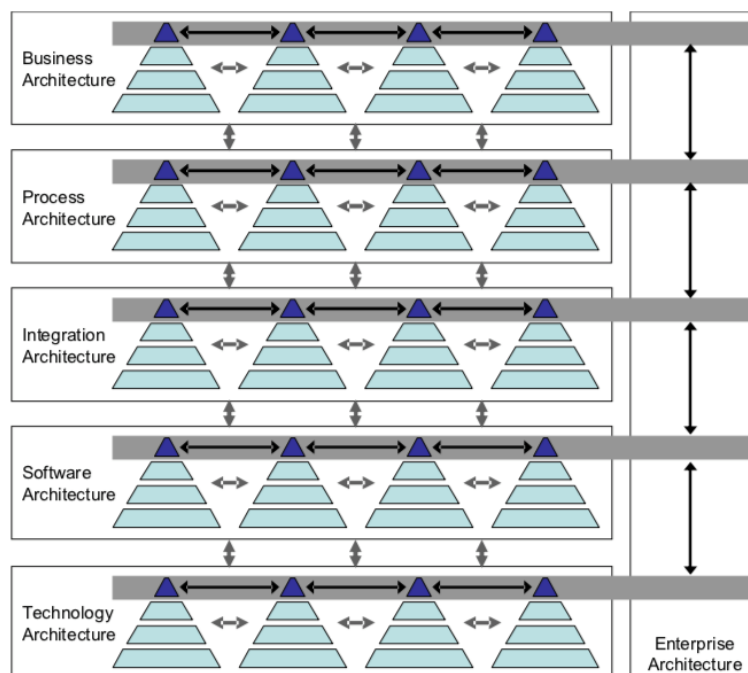 Business
Architecture
Process
Architecture
Integration
Architecture
Software
Architecture
Technology
Architecture
Enterprise
Architecture